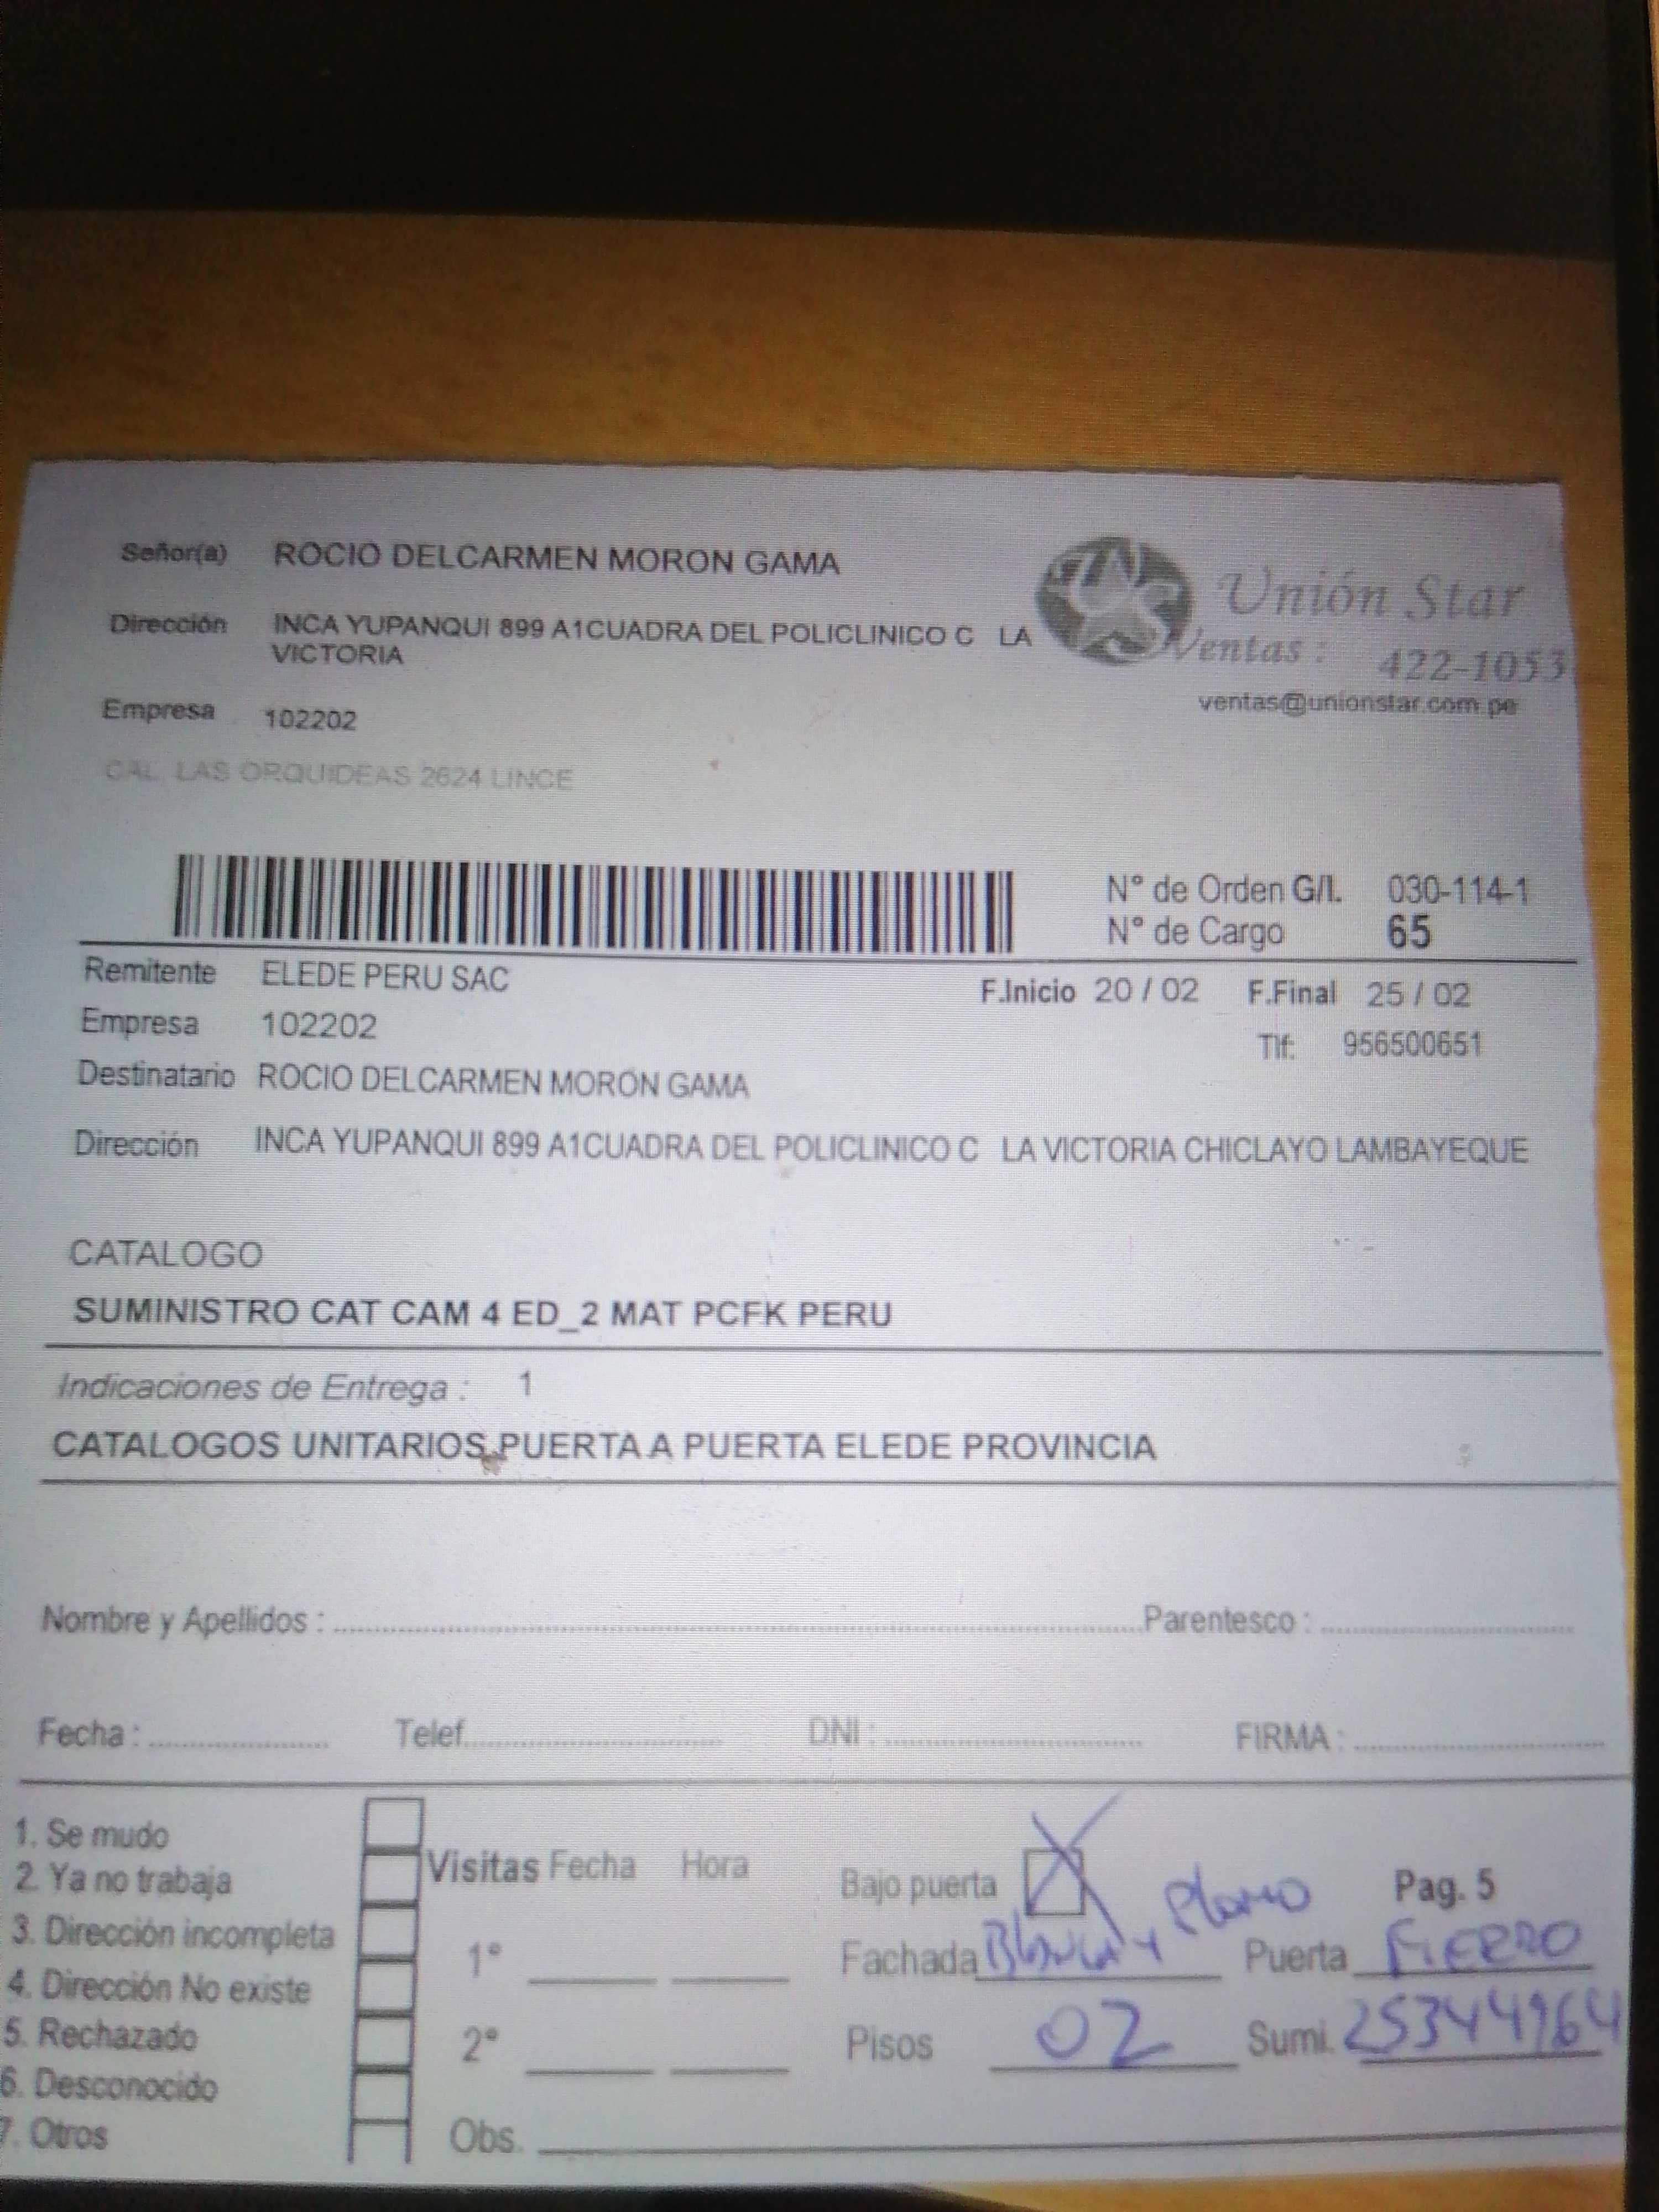 Señor(a) ROCIO DELCARMEN MORON GAMA
Unión Star
Dirección INCA YUPANQUI 899 A1CUADRA DEL POLICLINICO C LA
VICTORIA
Ventas : 422-1053
ventas@unionstar.com.pe
Empresa 102202
CAL. LAS ORQUIDEAS 2624 LINCE
N° de Orden G/I. 030-114-1
N° de Cargo 65
Remitente ELEDE PERU SAC
F.Inicio 20 / 02 F.Final 25 / 02
Empresa 102202
Tlf: 956500651
Destinatario ROCIO DELCARMEN MORON GAMA
Dirección INCA YUPANQUI 899 A1CUADRA DEL POLICLINICO C LA VICTORIA CHICLAYO LAMBAYEQUE
CATALOGO
SUMINISTRO CAT CAM 4 ED_2 MAT PCFK PERU
Indicaciones de Entrega : 1
CATALOGOS UNITARIOS PUERTA A PUERTA ELEDE PROVINCIA
Nombre y Apellidos : Parentesco :
Fecha : Telef. DNI : FIRMA :
1. Se mudo
2. Ya no trabaja
3. Dirección incompleta
4. Dirección No existe
5. Rechazado
6. Desconocido
7. Otros
Visitas Fecha Hora
1°
2°
Obs.
Bajo puerta X Pag. 5
Fachada Blanca y Plomo Puerta FIERRO
Pisos 02 Sumi. 25344964